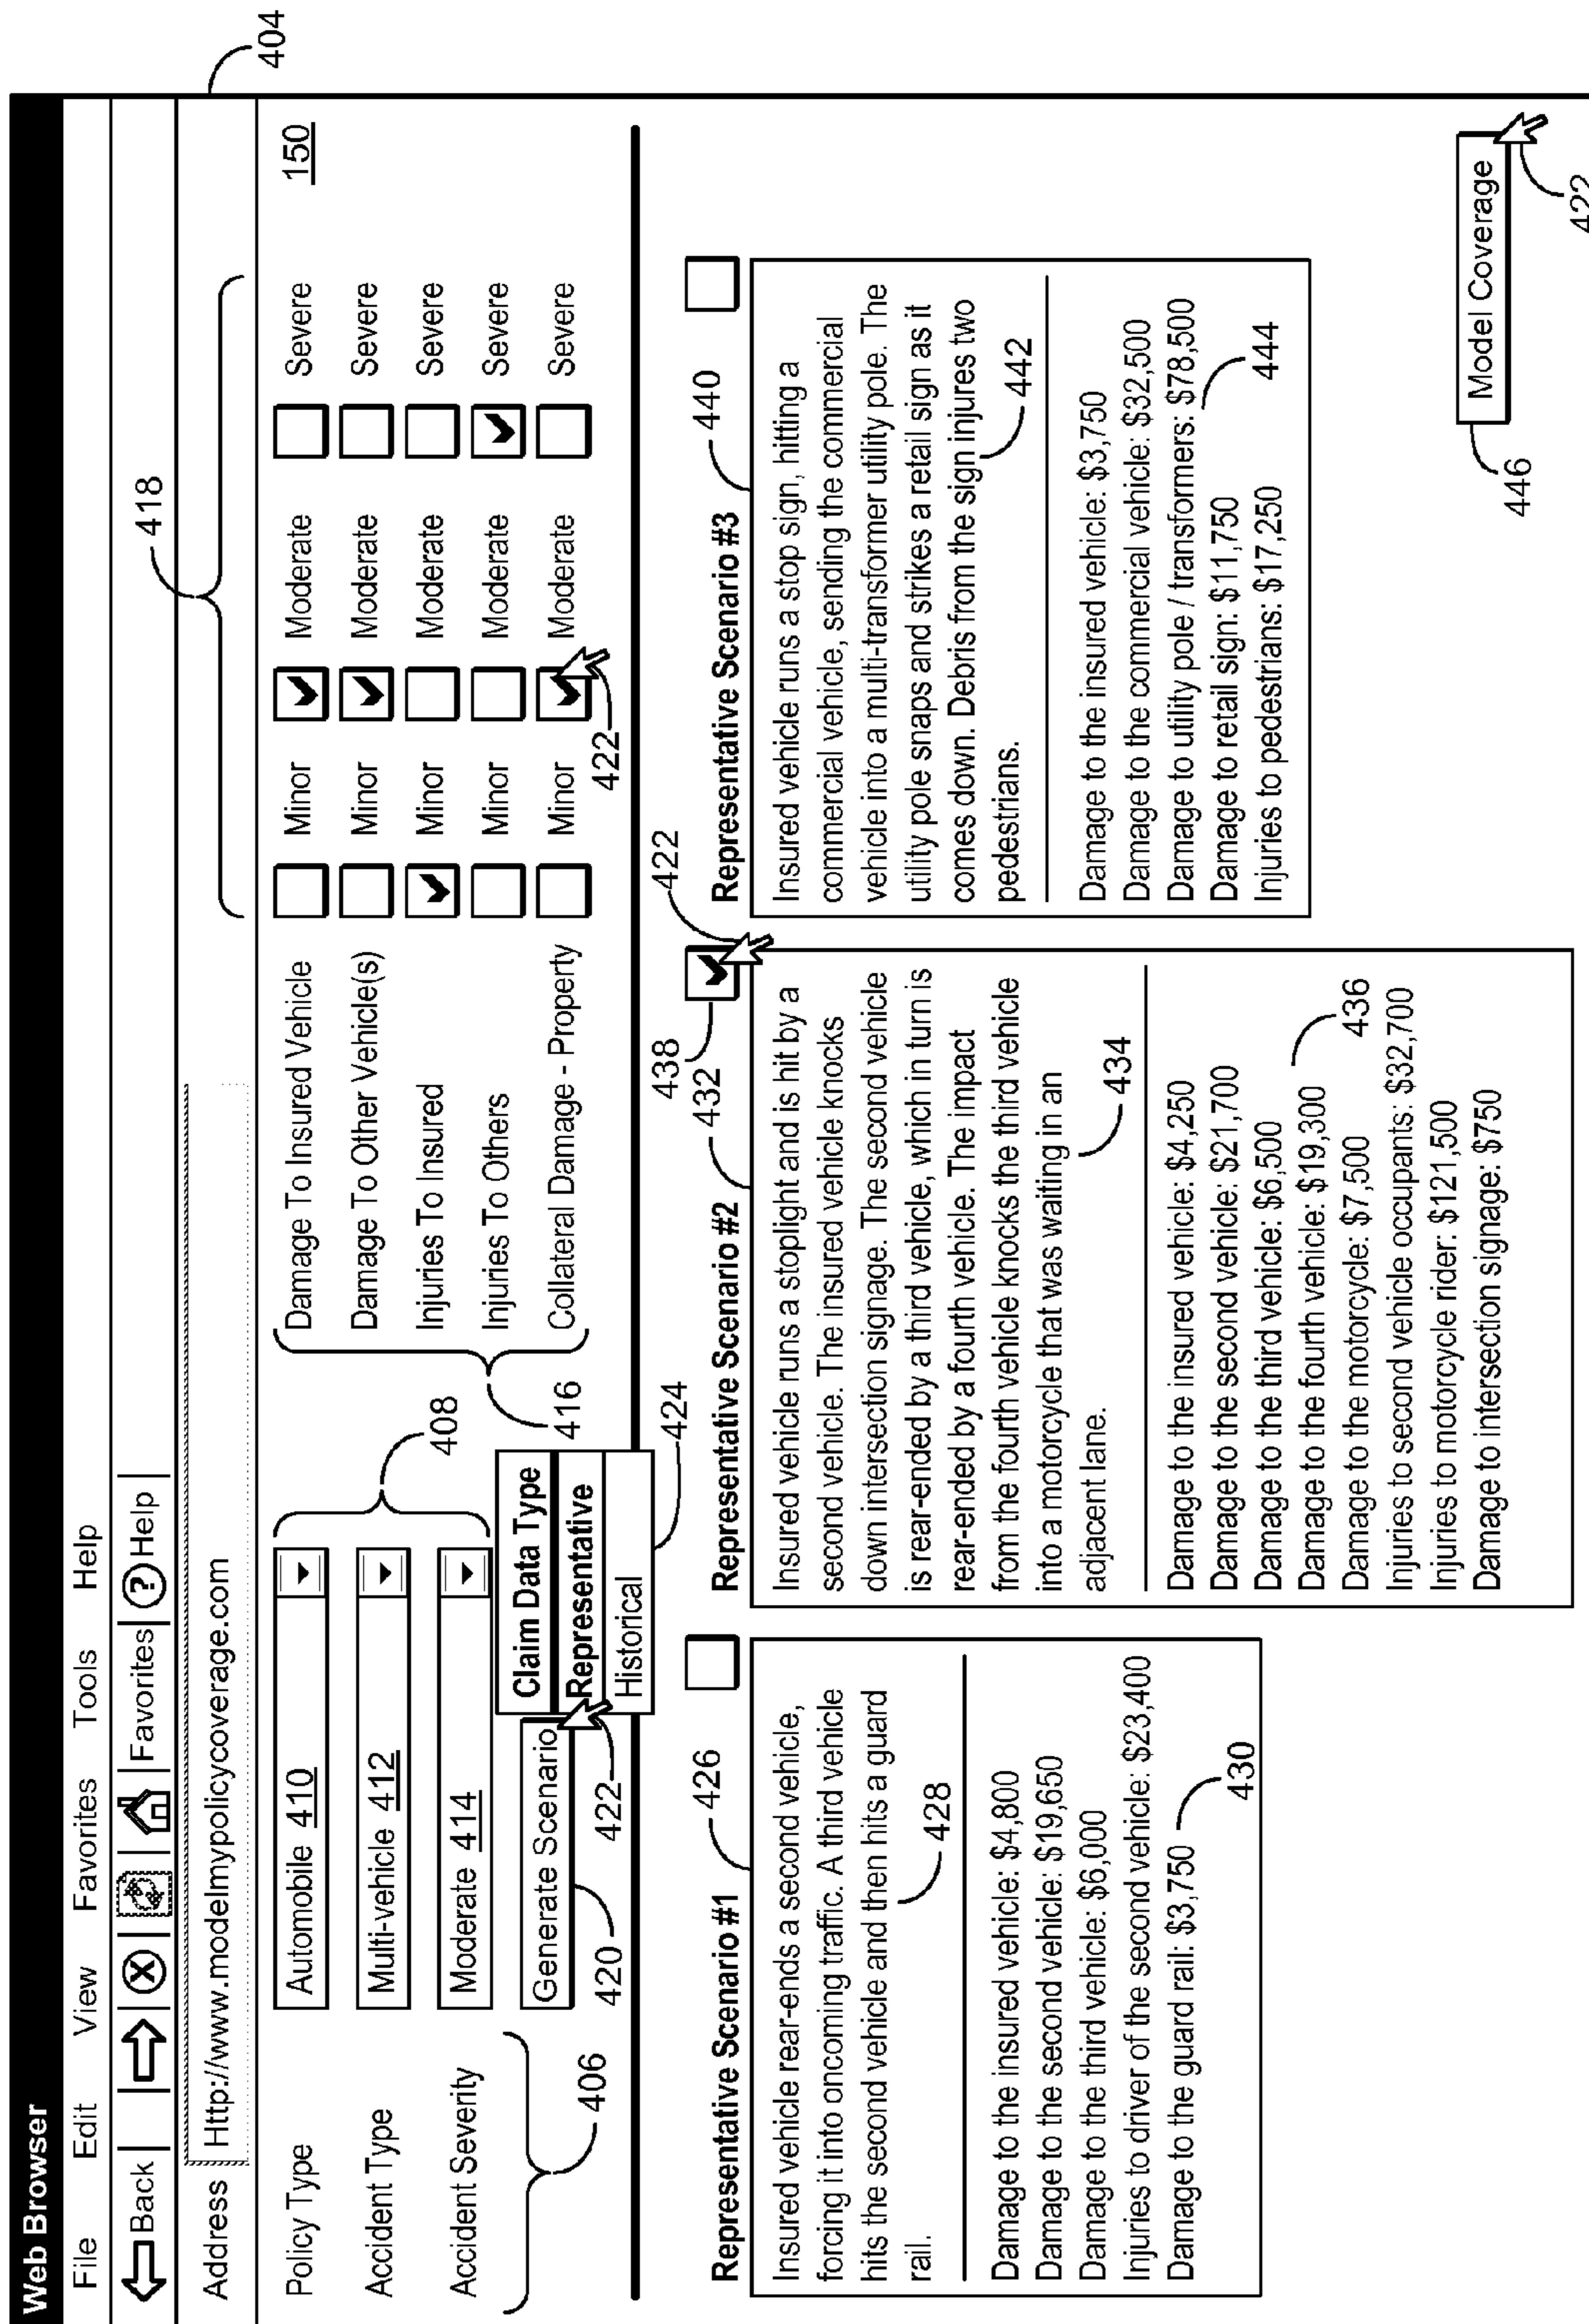 Web Browser
File Edit View Favorites Tools Help
Back Favorites ? Help
Address Http://www.modelmypolicycoverage.com
404
150
418
Policy Type Automobile 410
Accident Type Multi-vehicle 412
Accident Severity Moderate 414
406
408
Generate Scenario
420
422
Claim Data Type
Representative
Historical
424
416
Damage To Insured Vehicle Minor Moderate Severe
Damage To Other Vehicle(s) Minor Moderate Severe
Injuries To Insured Minor Moderate Severe
Injuries To Others Minor Moderate Severe
Collateral Damage - Property Minor Moderate Severe
422
Representative Scenario #1
426
Insured vehicle rear-ends a second vehicle,
forcing it into oncoming traffic. A third vehicle
hits the second vehicle and then hits a guard
rail.
428
Damage to the insured vehicle: $4,800
Damage to the second vehicle: $19,650
Damage to the third vehicle: $6,000
Injuries to driver of the second vehicle: $23,400
Damage to the guard rail: $3,750
430
Representative Scenario #2
432
438
422
Insured vehicle runs a stoplight and is hit by a
second vehicle. The insured vehicle knocks
down intersection signage. The second vehicle
is rear-ended by a third vehicle, which in turn is
rear-ended by a fourth vehicle. The impact
from the fourth vehicle knocks the third vehicle
into a motorcycle that was waiting in an
adjacent lane.
434
Damage to the insured vehicle: $4,250
Damage to the second vehicle: $21,700
Damage to the third vehicle: $6,500
Damage to the fourth vehicle: $19,300
Damage to the motorcycle: $7,500
Injuries to second vehicle occupants: $32,700
Injuries to motorcycle rider: $121,500
Damage to intersection signage: $750
436
Representative Scenario #3
440
Insured vehicle runs a stop sign, hitting a
commercial vehicle, sending the commercial
vehicle into a multi-transformer utility pole. The
utility pole snaps and strikes a retail sign as it
comes down. Debris from the sign injures two
pedestrians.
442
Damage to the insured vehicle: $3,750
Damage to the commercial vehicle: $32,500
Damage to utility pole / transformers: $78,500
Damage to retail sign: $11,750
Injuries to pedestrians: $17,250
444
Model Coverage
446
422